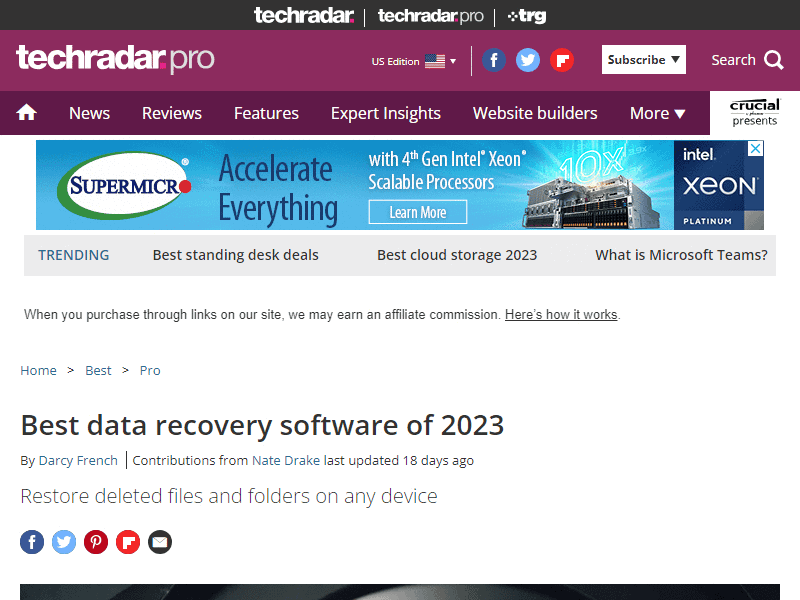 techradar. techradar.pro trg
techradar.pro
US Edition
Subscribe ▼
Search
News Reviews Features Expert Insights Website builders More ▼
crucial
presents
SUPERMICRO®
Accelerate
Everything
with 4th Gen Intel® Xeon®
Scalable Processors
Learn More
10X
intel.
xeon
PLATINUM
TRENDING Best standing desk deals Best cloud storage 2023 What is Microsoft Teams?
When you purchase through links on our site, we may earn an affiliate commission. Here's how it works.
Home > Best > Pro
Best data recovery software of 2023
By Darcy French | Contributions from Nate Drake last updated 18 days ago
Restore deleted files and folders on any device